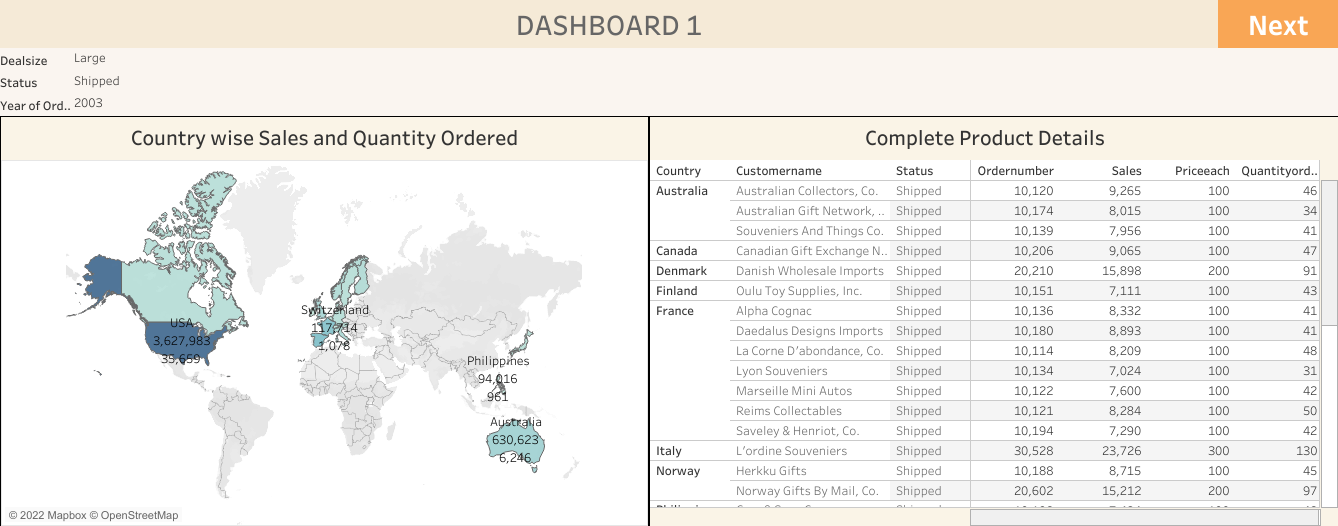 DASHBOARD 1
Next
Dealsize Large
Status Shipped
Year of Ord.. 2003
Country wise Sales and Quantity Ordered
USA
3,627,983
35,659
Switzerland
117,714
1,078
Philippines
94,016
961
Australia
630,623
6,246
© 2022 Mapbox © OpenStreetMap
Complete Product Details
Country Customername Status Ordernumber Sales Priceeach Quantityord..
Australia Australian Collectors, Co. Shipped 10,120 9,265 100 46
Australian Gift Network, .. Shipped 10,174 8,015 100 34
Souveniers And Things Co. Shipped 10,139 7,956 100 41
Canada Canadian Gift Exchange N.. Shipped 10,206 9,065 100 47
Denmark Danish Wholesale Imports Shipped 20,210 15,898 200 91
Finland Oulu Toy Supplies, Inc. Shipped 10,151 7,111 100 43
France Alpha Cognac Shipped 10,136 8,332 100 41
Daedalus Designs Imports Shipped 10,180 8,893 100 41
La Corne D'abondance, Co. Shipped 10,114 8,209 100 48
Lyon Souveniers Shipped 10,134 7,024 100 31
Marseille Mini Autos Shipped 10,122 7,600 100 42
Reims Collectables Shipped 10,121 8,284 100 50
Saveley & Henriot, Co. Shipped 10,194 7,290 100 42
Italy L'ordine Souveniers Shipped 30,528 23,726 300 130
Norway Herkku Gifts Shipped 10,188 8,715 100 45
Norway Gifts By Mail, Co. Shipped 20,602 15,212 200 97